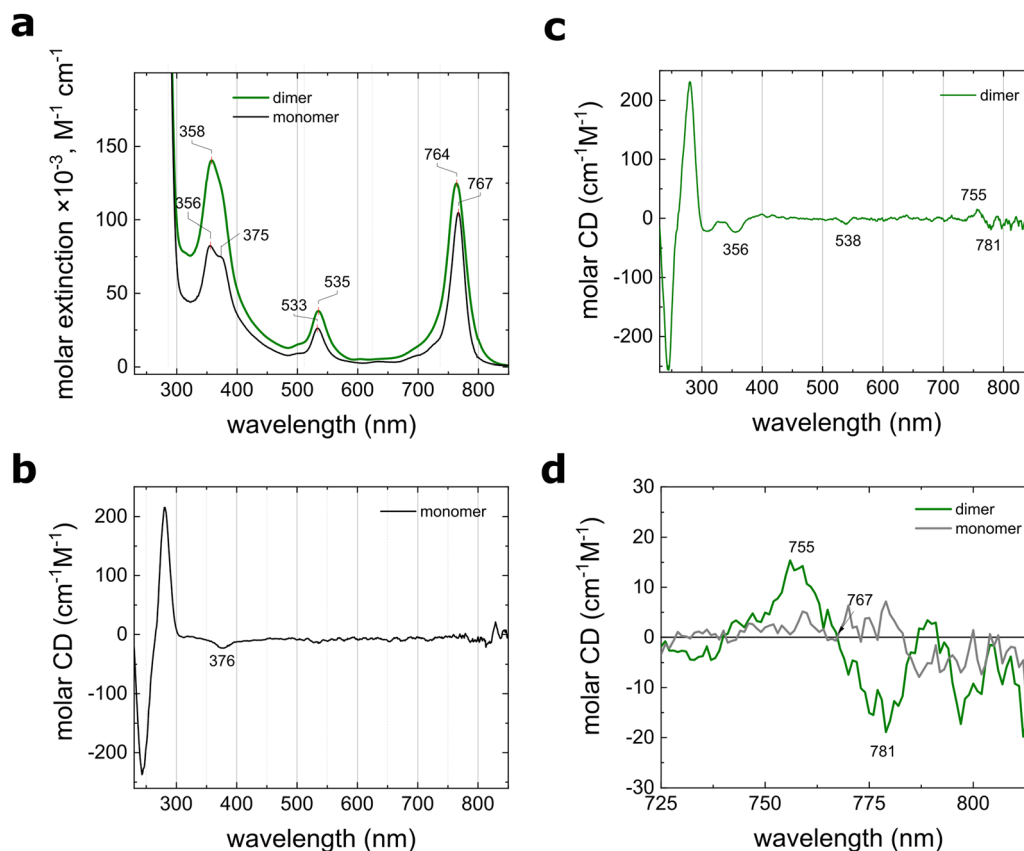 a
molar extinction ×10⁻³, M⁻¹ cm⁻¹
150
100
50
0
dimer
monomer
358
356
375
533
535
764
767
300 400 500 600 700 800
wavelength (nm)
c
molar CD (cm⁻¹M⁻¹)
200
100
0
-100
-200
dimer
356
538
755
781
300 400 500 600 700 800
wavelength (nm)
b
molar CD (cm⁻¹M⁻¹)
200
100
0
-100
-200
monomer
376
300 400 500 600 700 800
wavelength (nm)
d
molar CD (cm⁻¹M⁻¹)
30
20
10
0
-10
-20
-30
dimer
monomer
755
767
781
725 750 775 800
wavelength (nm)